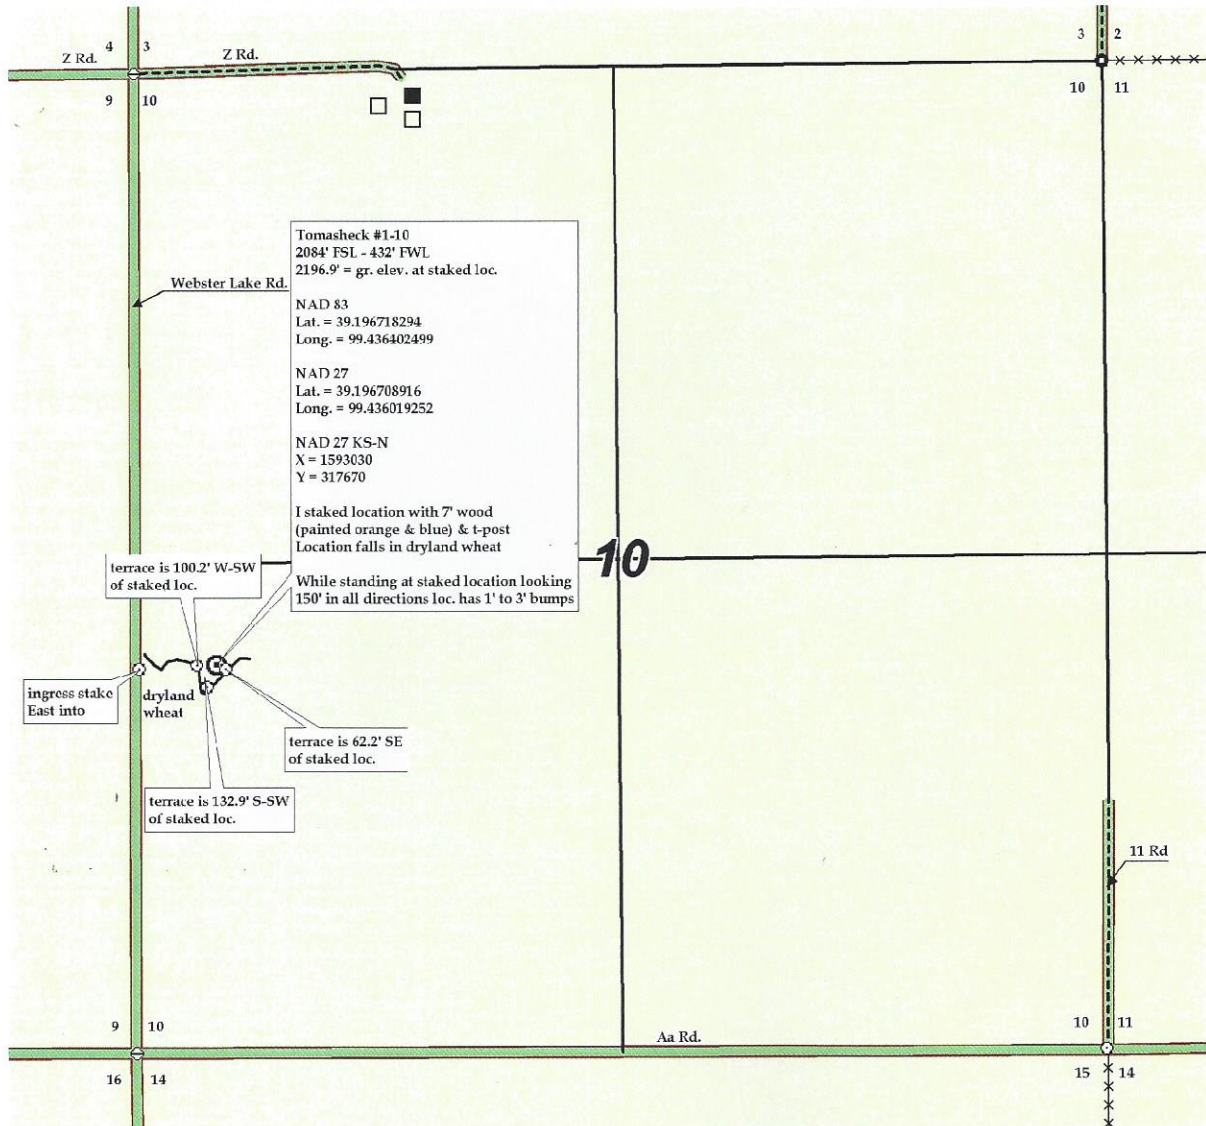 4 3
Z Rd.
Z Rd.
3 2
9 10
10 11
Tomasheck #1-10
2084' FSL - 432' FWL
2196.9' = gr. elev. at staked loc.
NAD 83
Lat. = 39.196718294
Long. = 99.436402499
NAD 27
Lat. = 39.196708916
Long. = 99.436019252
NAD 27 KS-N
X = 1593030
Y = 317670
I staked location with 7' wood
(painted orange & blue) & t-post
Location falls in dryland wheat
While standing at staked location looking
150' in all directions loc. has 1' to 3' bumps
Webster Lake Rd.
10
terrace is 100.2' W-SW
of staked loc.
ingress stake
East into
dryland
wheat
terrace is 62.2' SE
of staked loc.
terrace is 132.9' S-SW
of staked loc.
11 Rd
9 10
10 11
Aa Rd.
16 14
15 14